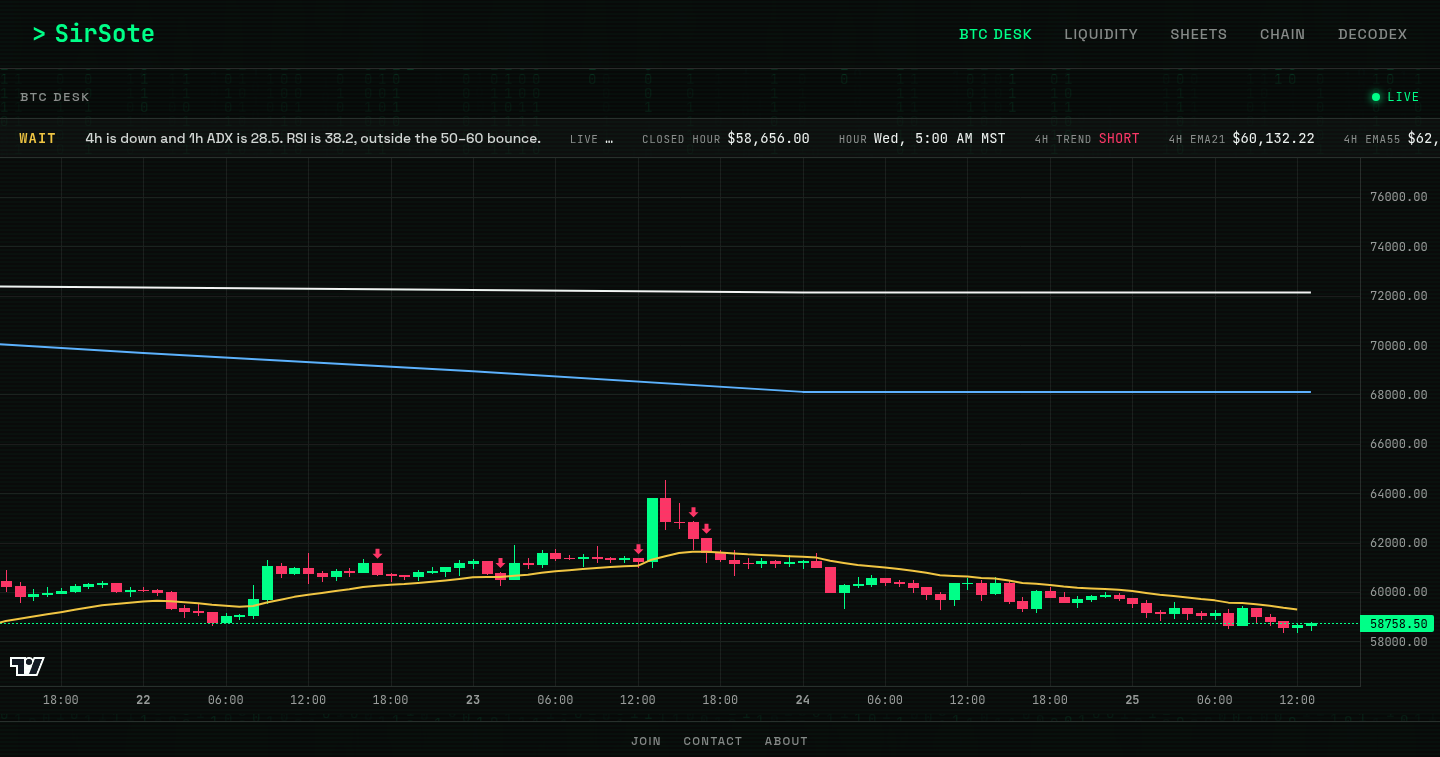 > SirSote
BTC DESK LIQUIDITY SHEETS CHAIN DECODEX
BTC DESK
LIVE
WAIT 4h is down and 1h ADX is 28.5. RSI is 38.2, outside the 50–60 bounce. LIVE … CLOSED HOUR $58,656.00 HOUR Wed, 5:00 AM MST 4H TREND SHORT 4H EMA21 $60,132.22 4H EMA55 $62,
76000.00
74000.00
72000.00
70000.00
68000.00
66000.00
64000.00
62000.00
60000.00
58758.50
58000.00
18:00 22 06:00 12:00 18:00 23 06:00 12:00 18:00 24 06:00 12:00 18:00 25 06:00 12:00
JOIN CONTACT ABOUT